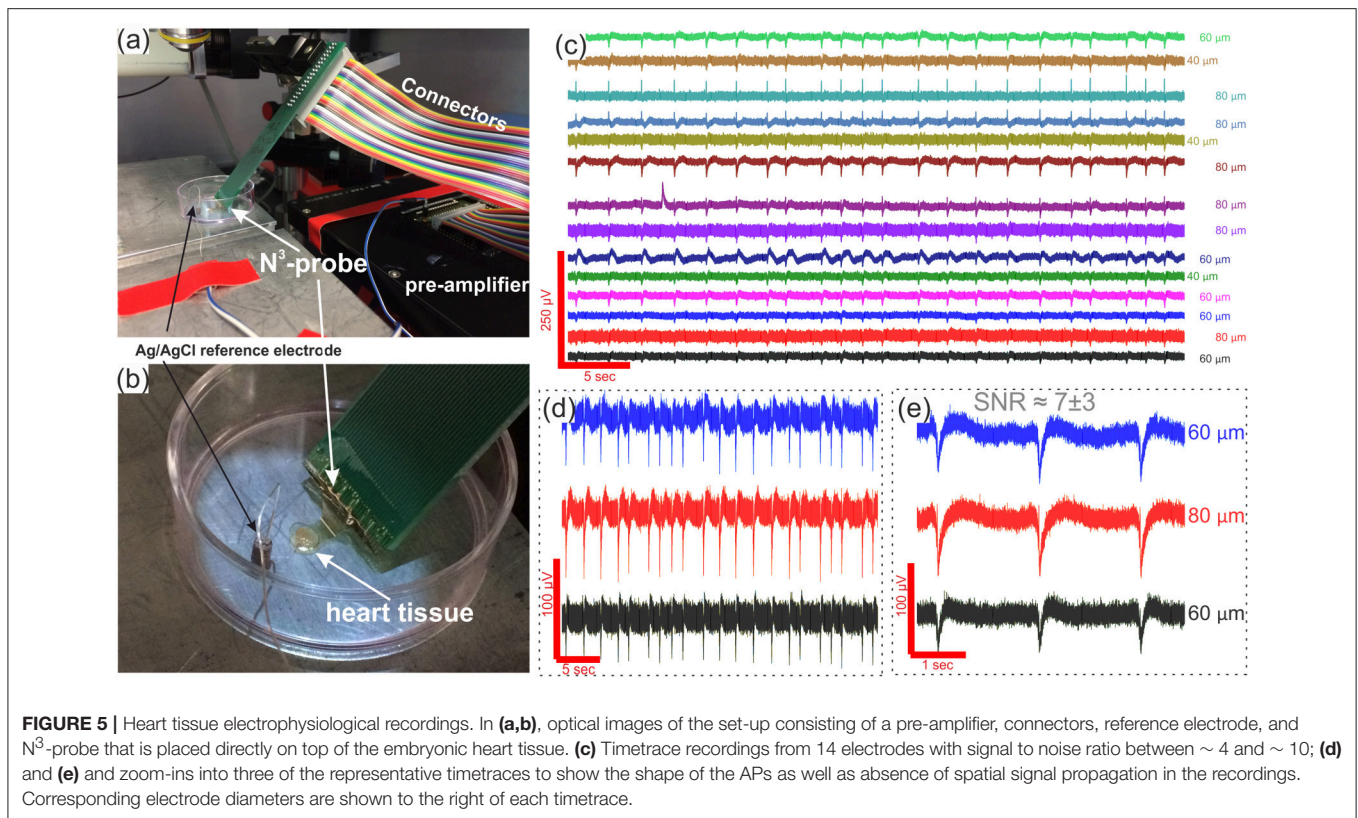 (a)
Connectors
N³-probe
pre-amplifier
Ag/AgCl reference electrode
(b)
heart tissue
(c)
60 µm
40 µm
80 µm
80 µm
40 µm
80 µm
80 µm
80 µm
60 µm
40 µm
60 µm
60 µm
80 µm
60 µm
250 µV
5 sec
(d)
100 µV
5 sec
(e)
SNR ≈ 7±3
60 µm
80 µm
60 µm
100 µV
1 sec
FIGURE 5 | Heart tissue electrophysiological recordings. In (a,b), optical images of the set-up consisting of a pre-amplifier, connectors, reference electrode, and
N³-probe that is placed directly on top of the embryonic heart tissue. (c) Timetrace recordings from 14 electrodes with signal to noise ratio between ∼ 4 and ∼ 10; (d)
and (e) and zoom-ins into three of the representative timetraces to show the shape of the APs as well as absence of spatial signal propagation in the recordings.
Corresponding electrode diameters are shown to the right of each timetrace.